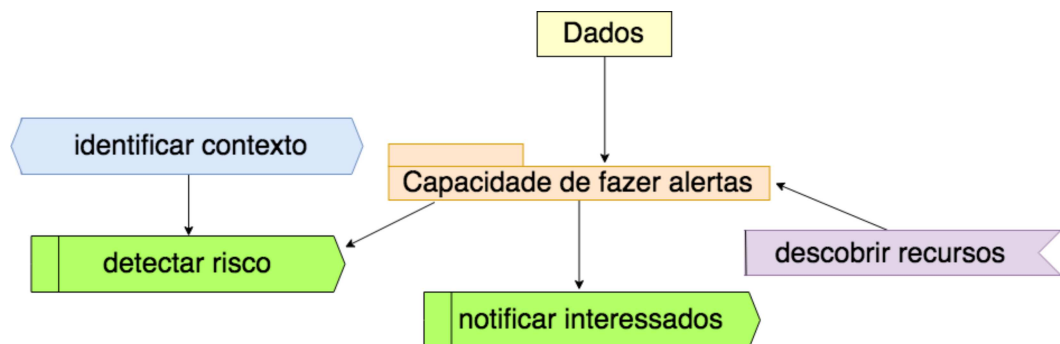 Dados
identificar contexto
Capacidade de fazer alertas
detectar risco
descobrir recursos
notificar interessados